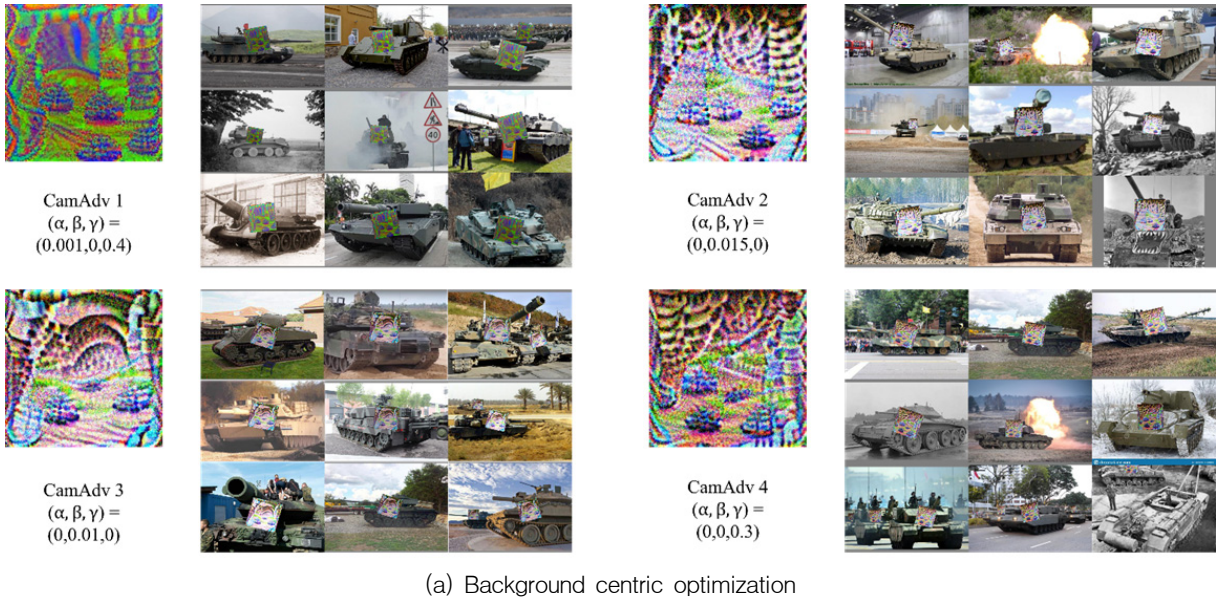 CamAdv 1
(α, β, γ) =
(0.001,0,0.4)
40
CamAdv 2
(α, β, γ) =
(0,0.015,0)
CamAdv 3
(α, β, γ) =
(0,0.01,0)
CamAdv 4
(α, β, γ) =
(0,0,0.3)
(a) Background centric optimization